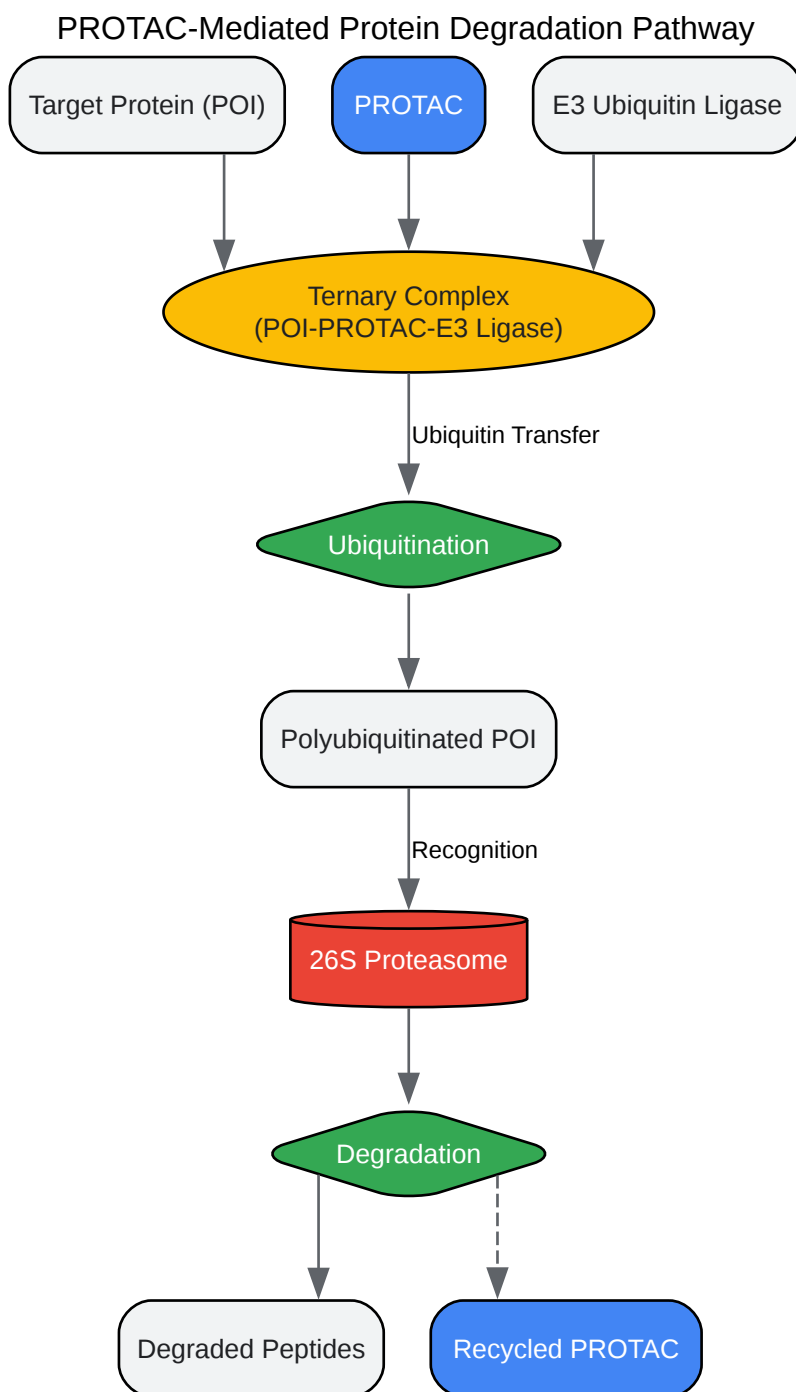 PROTAC-Mediated Protein Degradation Pathway
Target Protein (POI)
PROTAC
E3 Ubiquitin Ligase
Ternary Complex
(POI-PROTAC-E3 Ligase)
Ubiquitin Transfer
Ubiquitination
Polyubiquitinated POI
Recognition
26S Proteasome
Degradation
Degraded Peptides
Recycled PROTAC